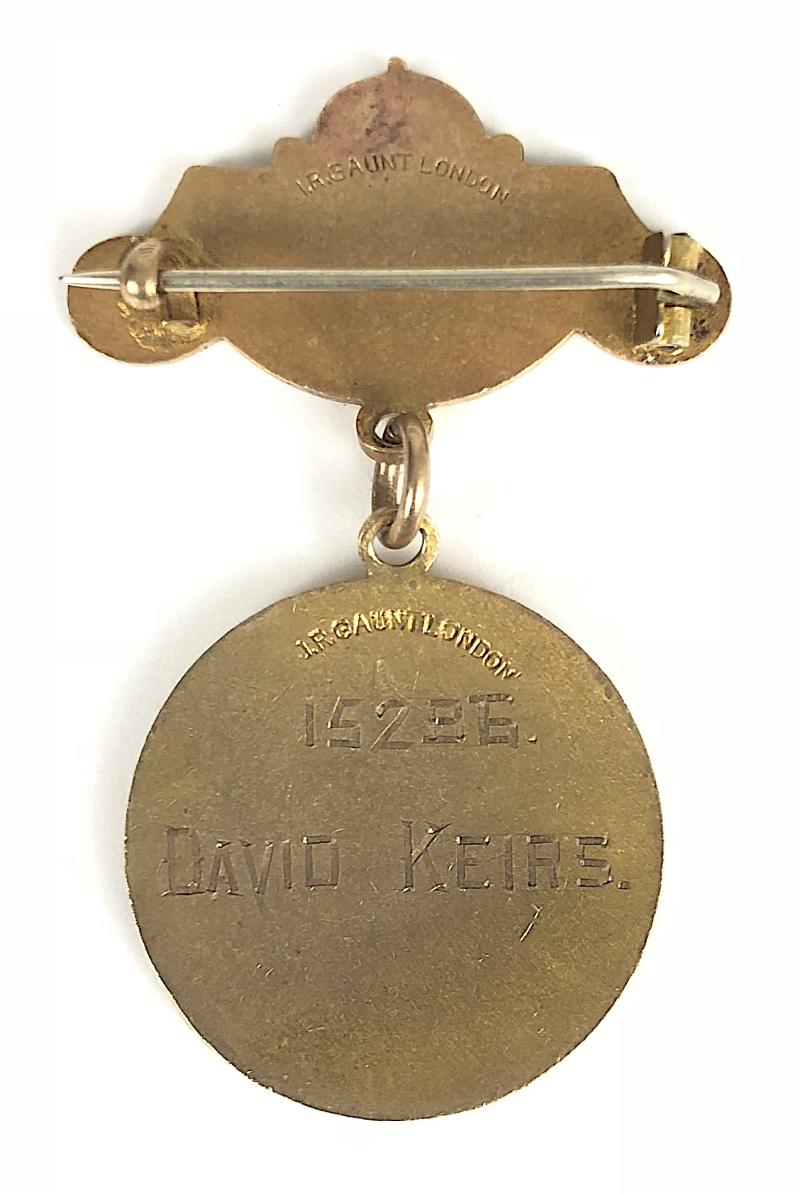 J.R.GAUNT LONDON
J.R.GAUNT LONDON
15286.
DAVID KEIRS.